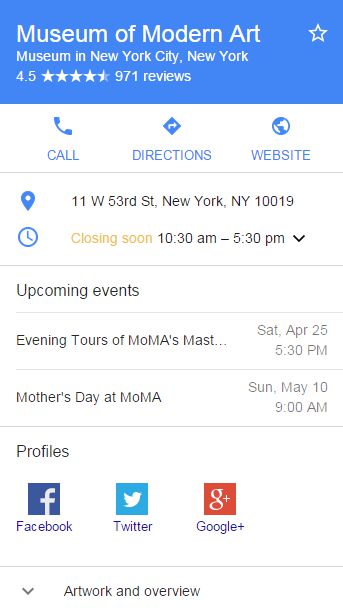 Museum of Modern Art
Museum in New York City, New York
4.5 971 reviews
CALL DIRECTIONS WEBSITE
11 W 53rd St, New York, NY 10019
Closing soon 10:30 am – 5:30 pm
Upcoming events
Evening Tours of MoMA's Mast... Sat, Apr 25
5:30 PM
Mother's Day at MoMA Sun, May 10
9:00 AM
Profiles
f g+
Facebook Twitter Google+
Artwork and overview